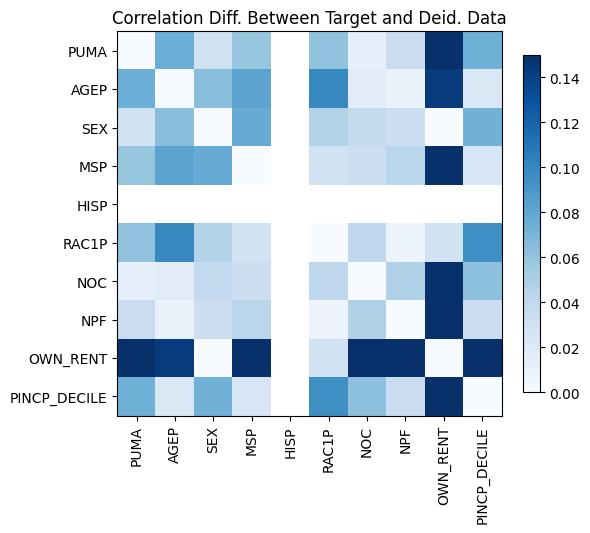 Correlation Diff. Between Target and Deid. Data
PUMA
AGEP
SEX
MSP
HISP
RAC1P
NOC
NPF
OWN_RENT
PINCP_DECILE
0.14
0.12
0.10
0.08
0.06
0.04
0.02
0.00
PUMA
AGEP
SEX
MSP
HISP
RAC1P
NOC
NPF
OWN_RENT
PINCP_DECILE